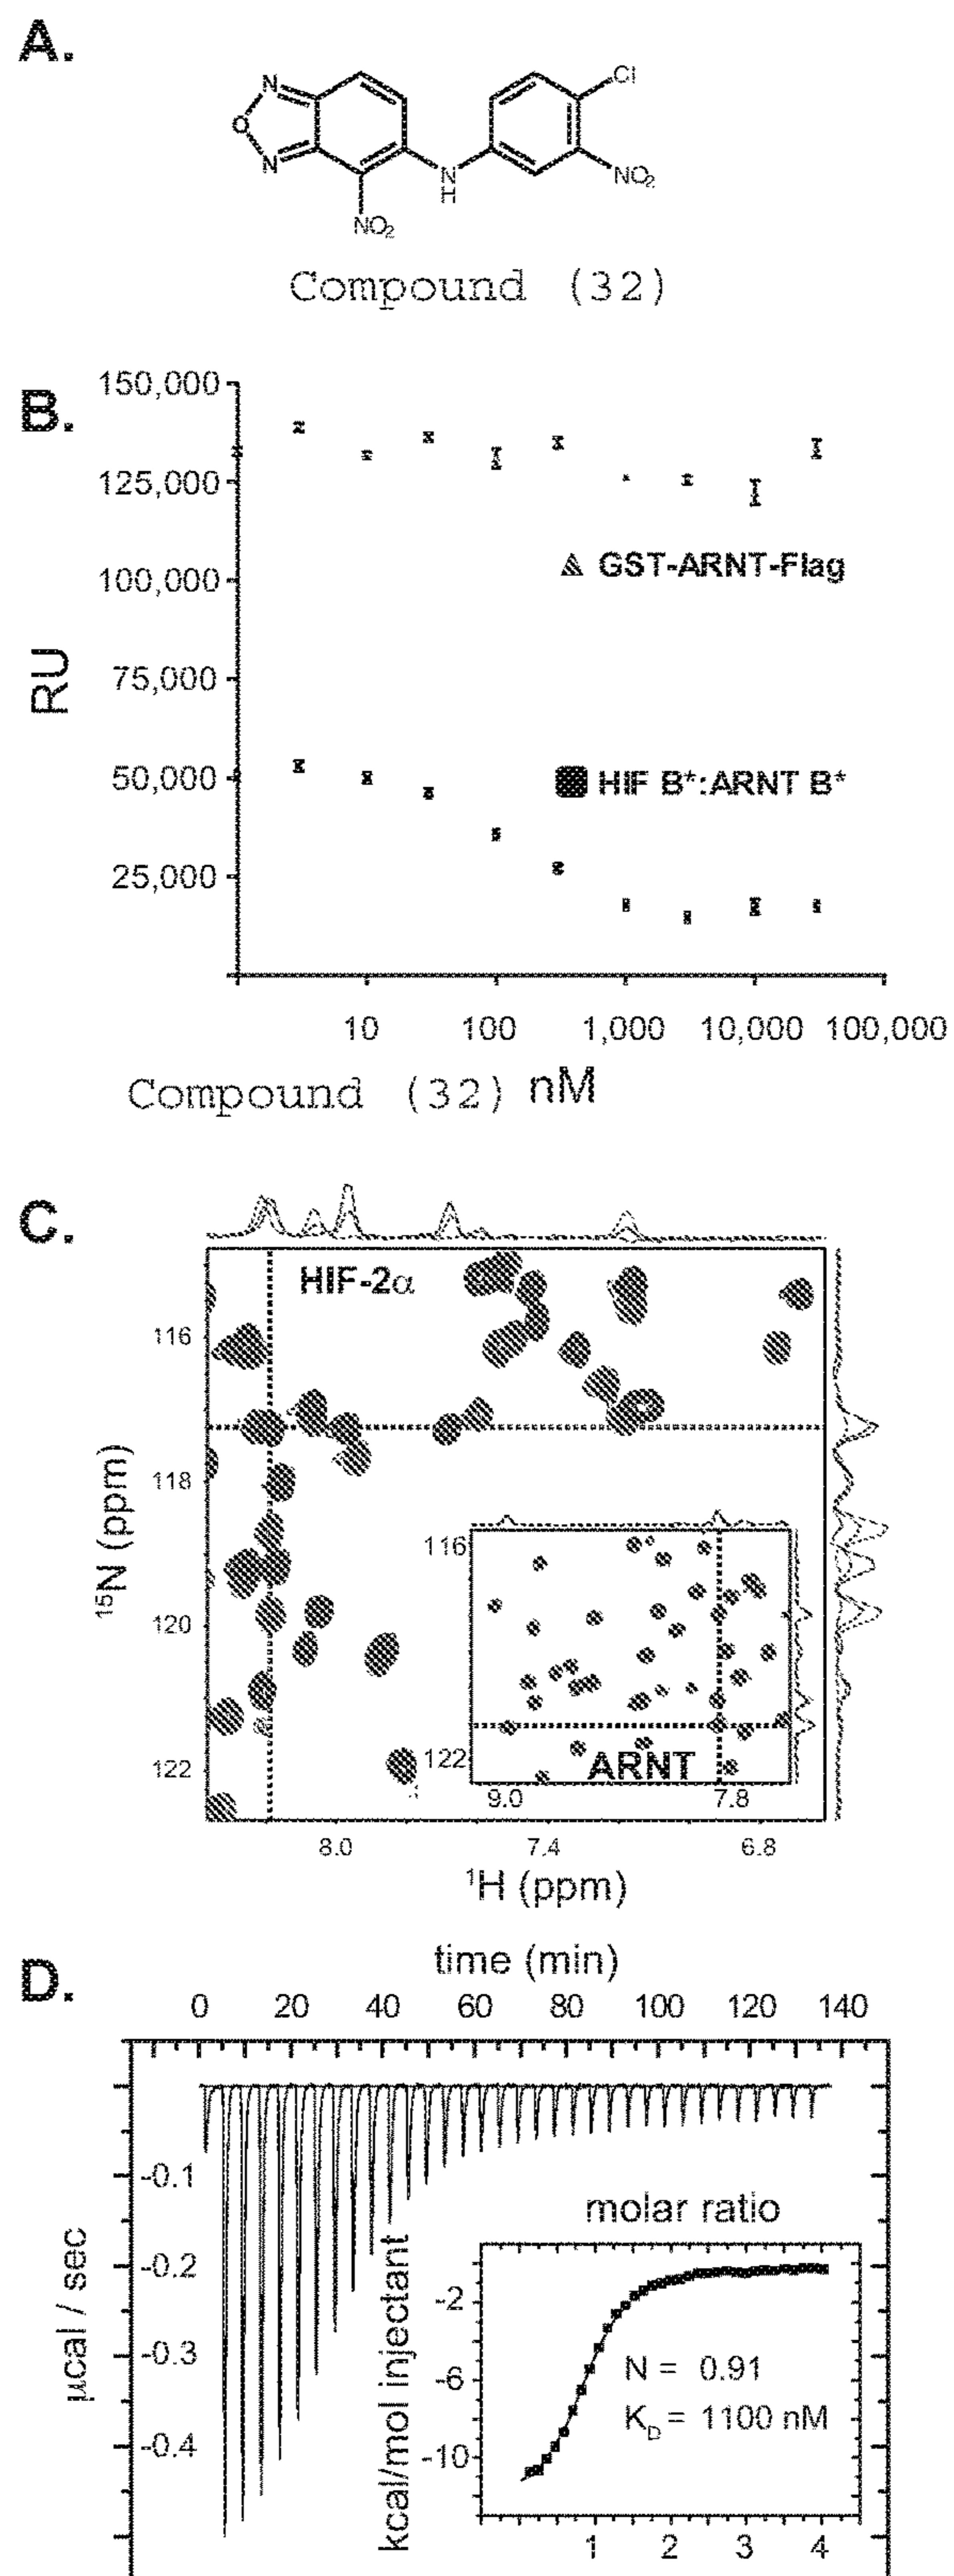 A.
Cl
N
O
N
N
H
NO₂
NO₂
Compound (32)
B.
150,000
125,000
100,000
75,000
50,000
25,000
RU
GST-ARNT-Flag
HIF B*:ARNT B*
10 100 1,000 10,000 100,000
Compound (32) nM
C.
HIF-2α
116
118
120
122
¹⁵N (ppm)
116
122
ARNT
9.0 7.8
8.0 7.4 6.8
¹H (ppm)
D.
time (min)
0 20 40 60 80 100 120 140
-0.1
-0.2
-0.3
-0.4
μcal / sec
molar ratio
kcal/mol injectant
-2
-6
-10
N = 0.91
K_D = 1100 nM
1 2 3 4